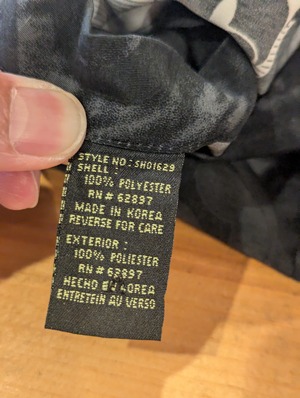 STYLE NO: SH01629
SHELL:
100% POLYESTER
RN # 62897
MADE IN KOREA
REVERSE FOR CARE
EXTERIOR:
100% POLIESTER
RN # 62897
HECHO EN KOREA
ENTRETEIN AU VERSO